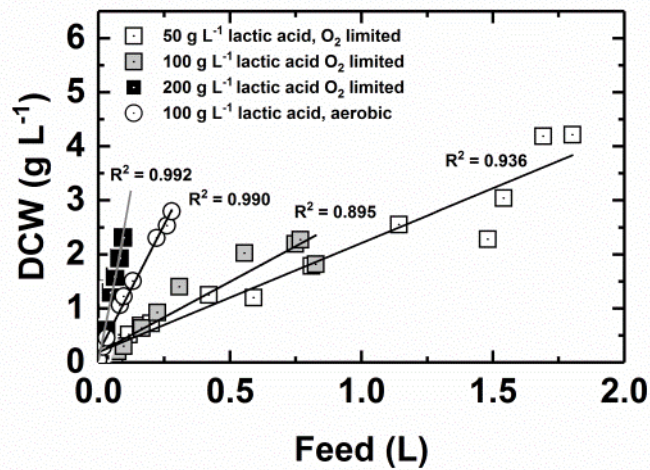 50 g L⁻¹ lactic acid, O₂ limited
100 g L⁻¹ lactic acid O₂ limited
200 g L⁻¹ lactic acid O₂ limited
100 g L⁻¹ lactic acid, aerobic
R² = 0.992
R² = 0.990
R² = 0.895
R² = 0.936
6
5
4
3
2
1
0
DCW (g L⁻¹)
0.0 0.5 1.0 1.5 2.0
Feed (L)